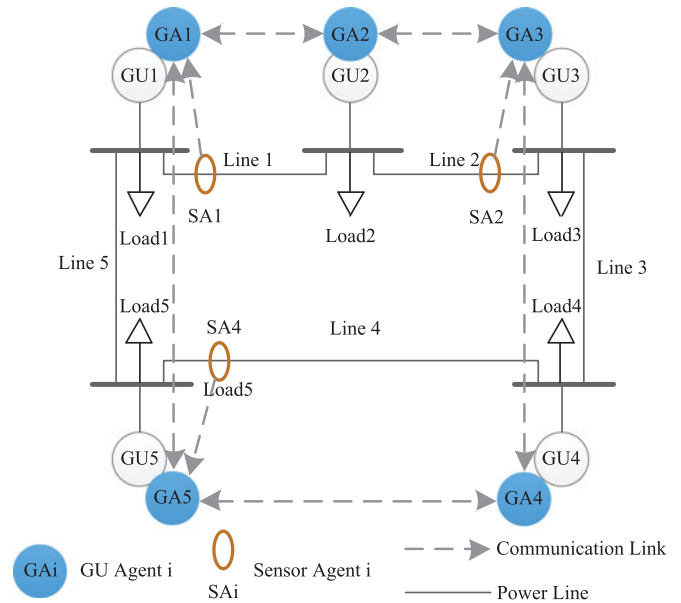 GA1
GA2
GA3
GU1
GU2
GU3
Line 1
Line 2
SA1
SA2
Load1
Load2
Load3
Line 5
Line 3
Load5
Load4
SA4
Line 4
Load5
GU5
GU4
GA5
GA4
GAi
GU Agent i
SAi
Sensor Agent i
Communication Link
Power Line